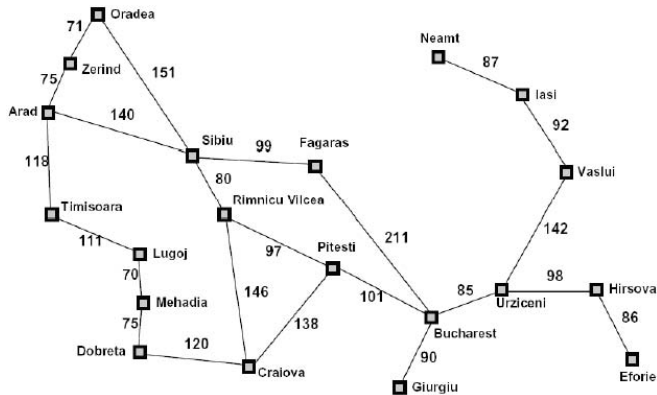 Oradea
71
Neamt
87
Zerind
75
151
Iasi
Arad
140
92
Sibiu
99
Fagaras
118
80
Vaslui
Timisoara
Rimnicu Vilcea
111
142
211
Lugoj
97
Pitesti
70
146
98
Hirsova
85
Mehadia
101
Urziceni
75
138
86
Bucharest
Dobreta
120
90
Craiova
Eforie
Giurgiu